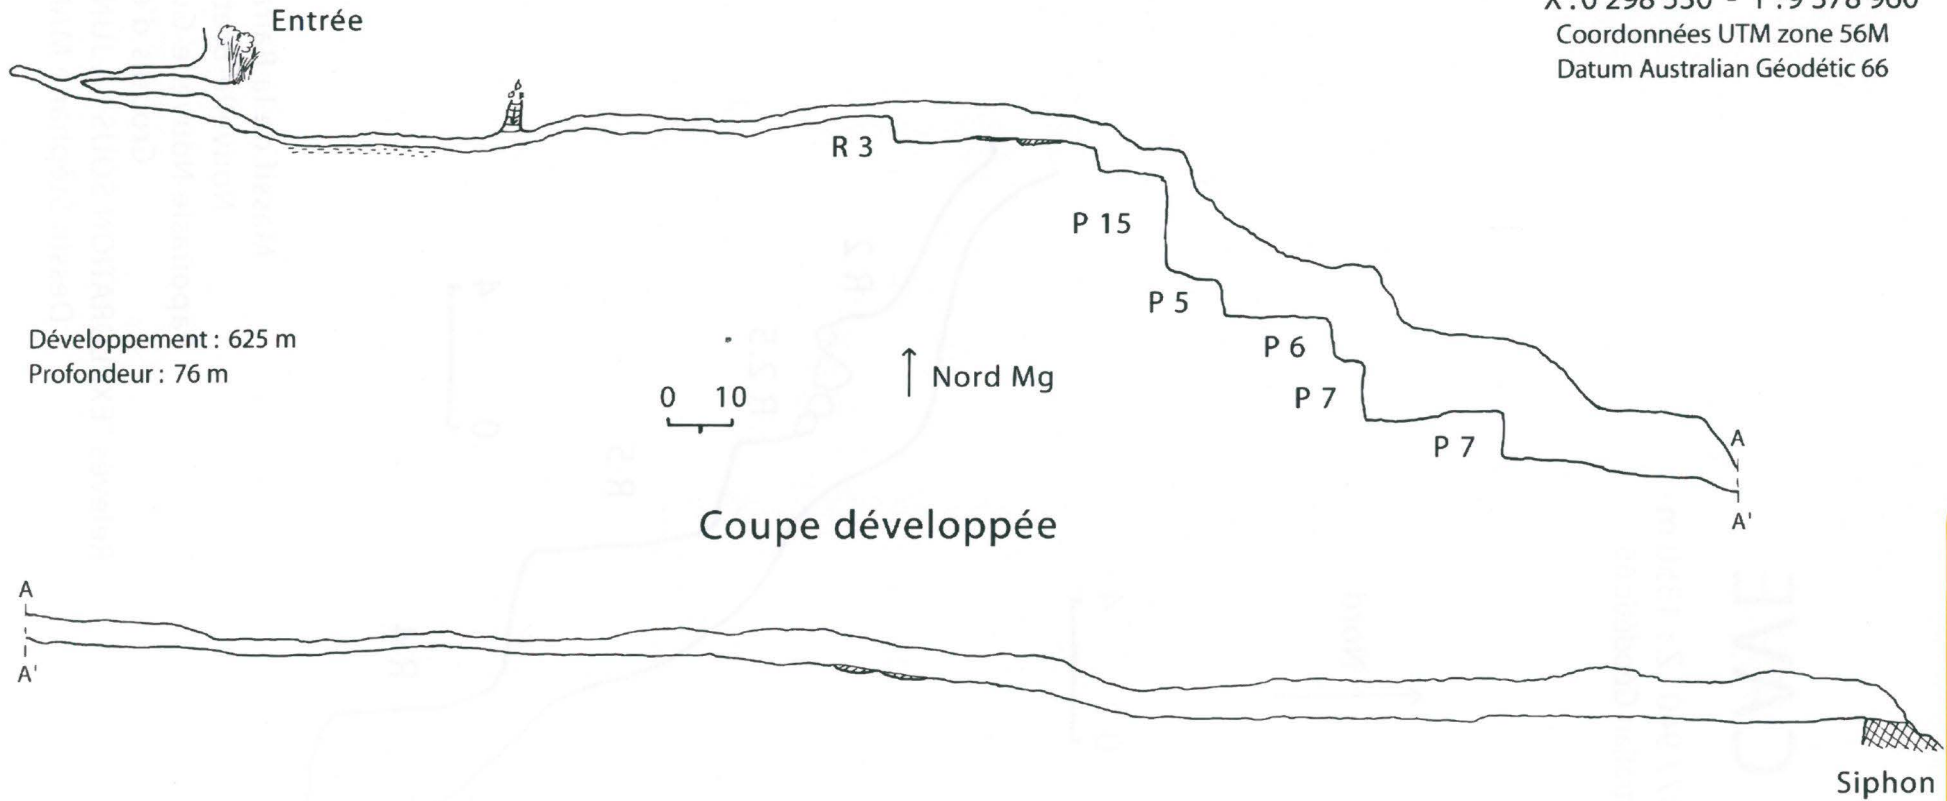 Entrée
Coordonnées UTM zone 56M
Datum Australian Géodétic 66
R 3
P 15
P 5
P 6
P 7
P 7
Développement : 625 m
Profondeur : 76 m
0 10
Nord Mg
A
A'
Coupe développée
A
A'
Siphon